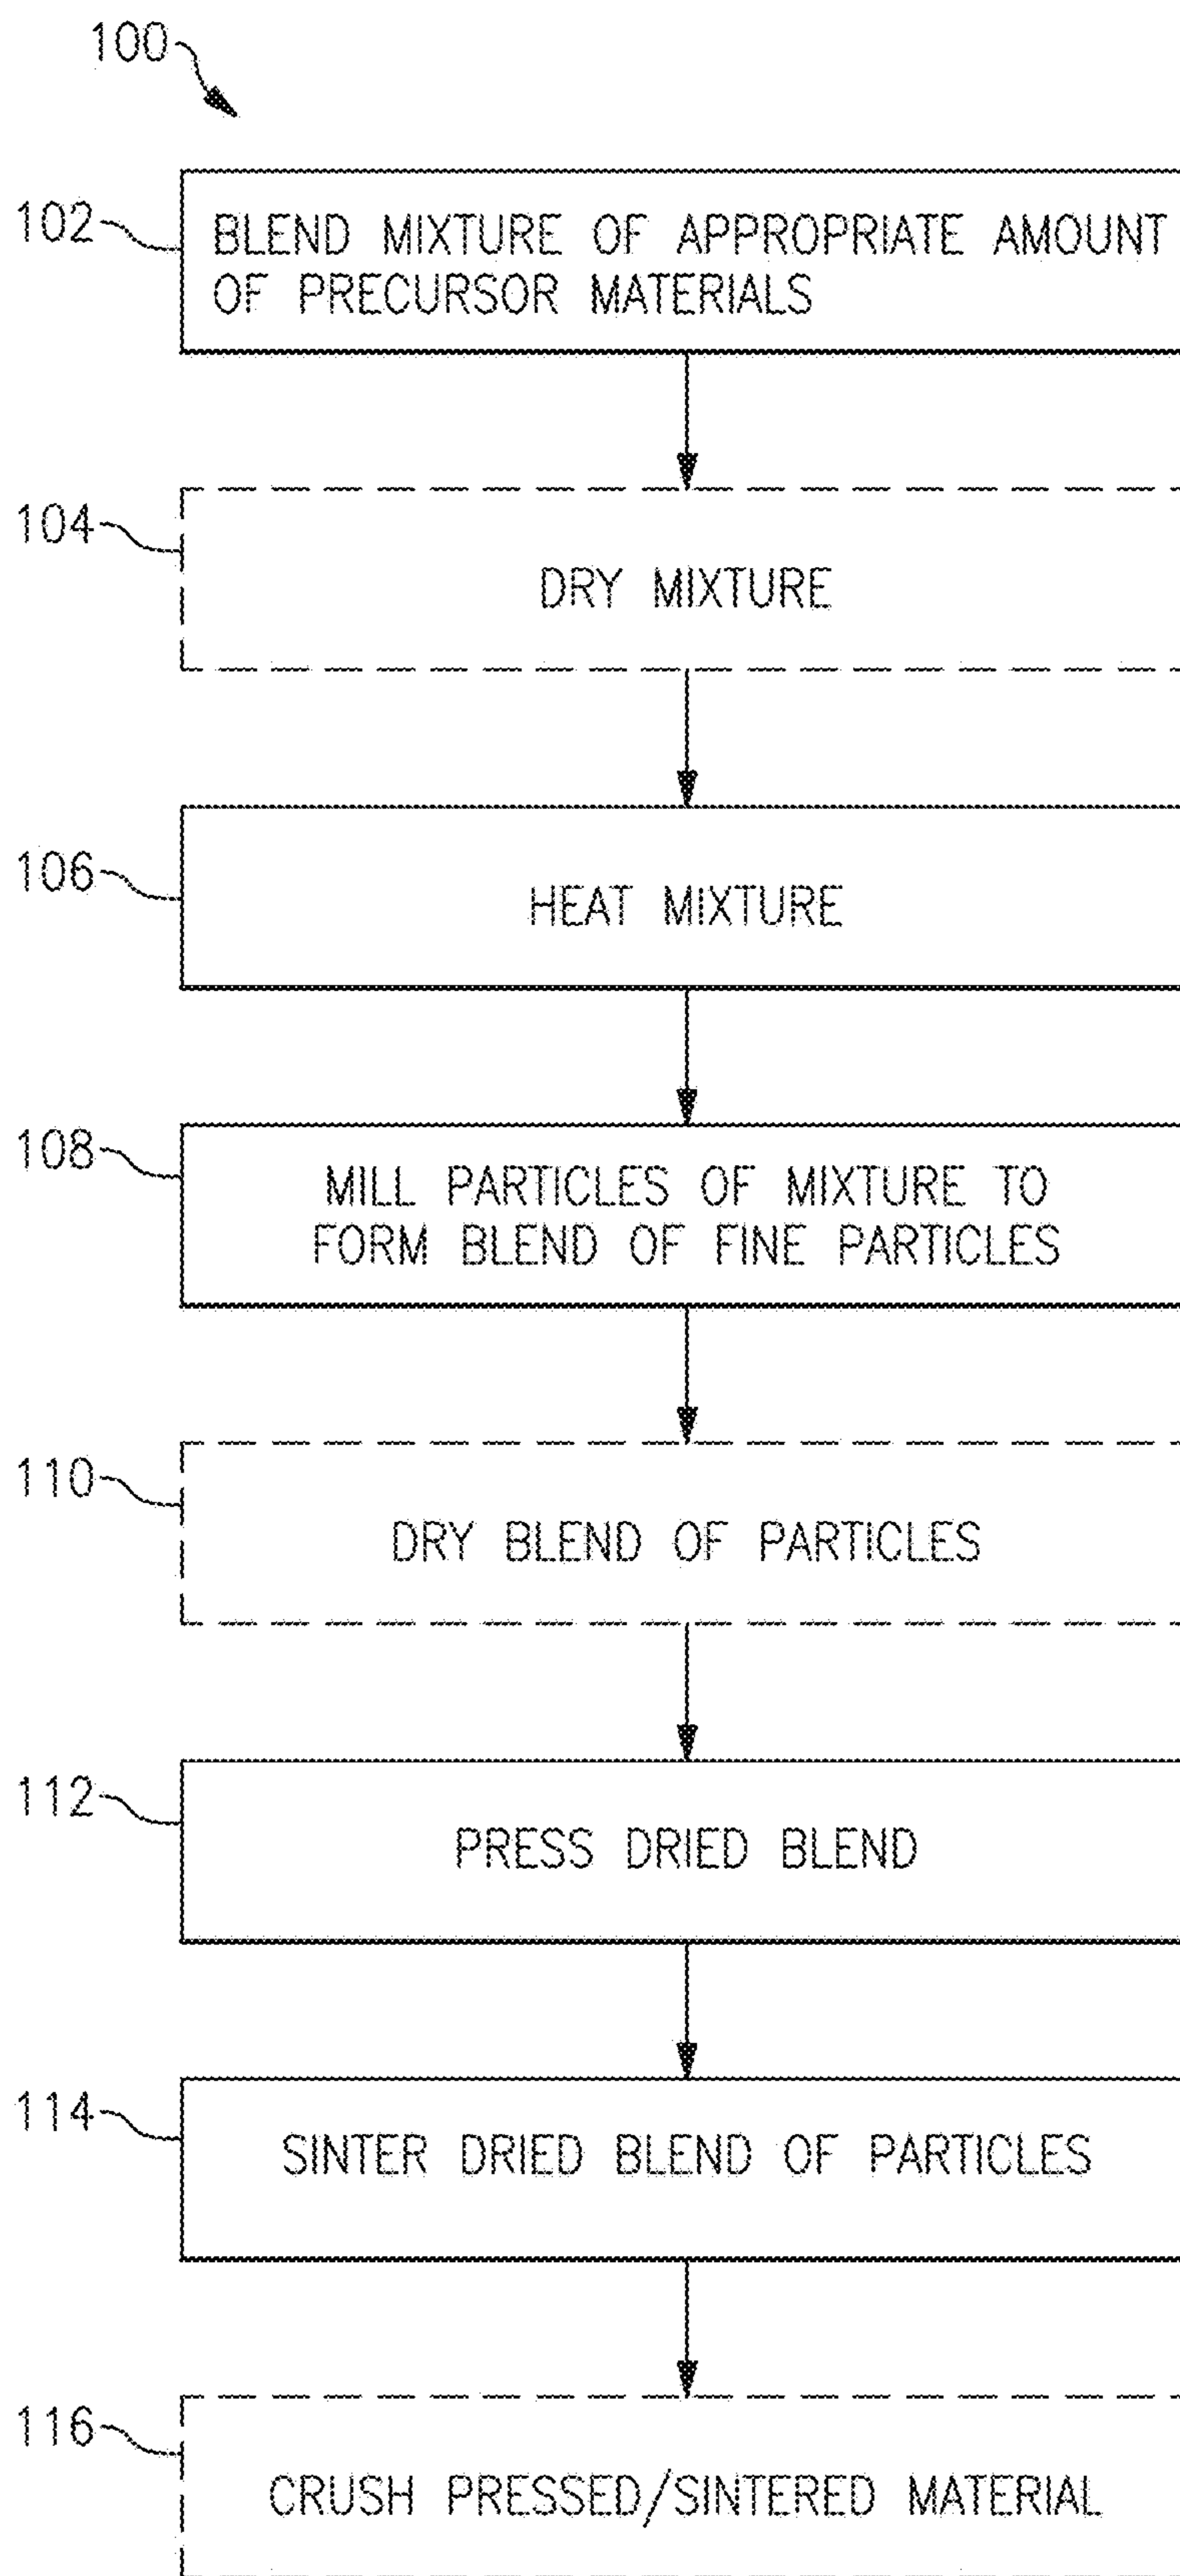 100
102
BLEND MIXTURE OF APPROPRIATE AMOUNT
OF PRECURSOR MATERIALS
104
DRY MIXTURE
106
HEAT MIXTURE
108
MILL PARTICLES OF MIXTURE TO
FORM BLEND OF FINE PARTICLES
110
DRY BLEND OF PARTICLES
112
PRESS DRIED BLEND
114
SINTER DRIED BLEND OF PARTICLES
116
CRUSH PRESSED/SINTERED MATERIAL